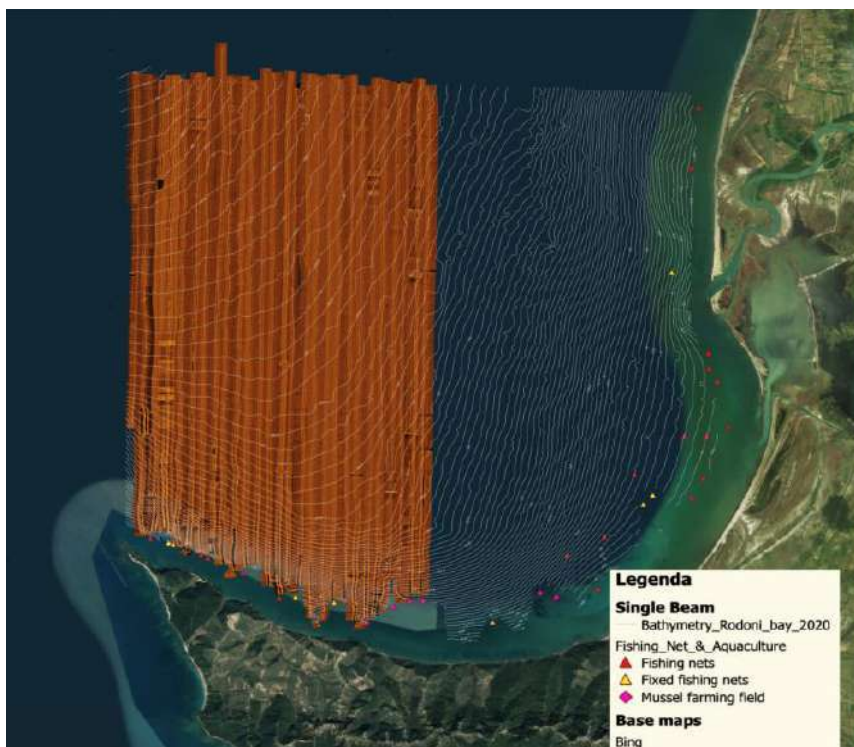 Legenda
Single Beam
Bathymetry_Rodoni_bay_2020
Fishing_Net_&_Aquaculture
Fishing nets
Fixed fishing nets
Mussel farming field
Base maps
Bing